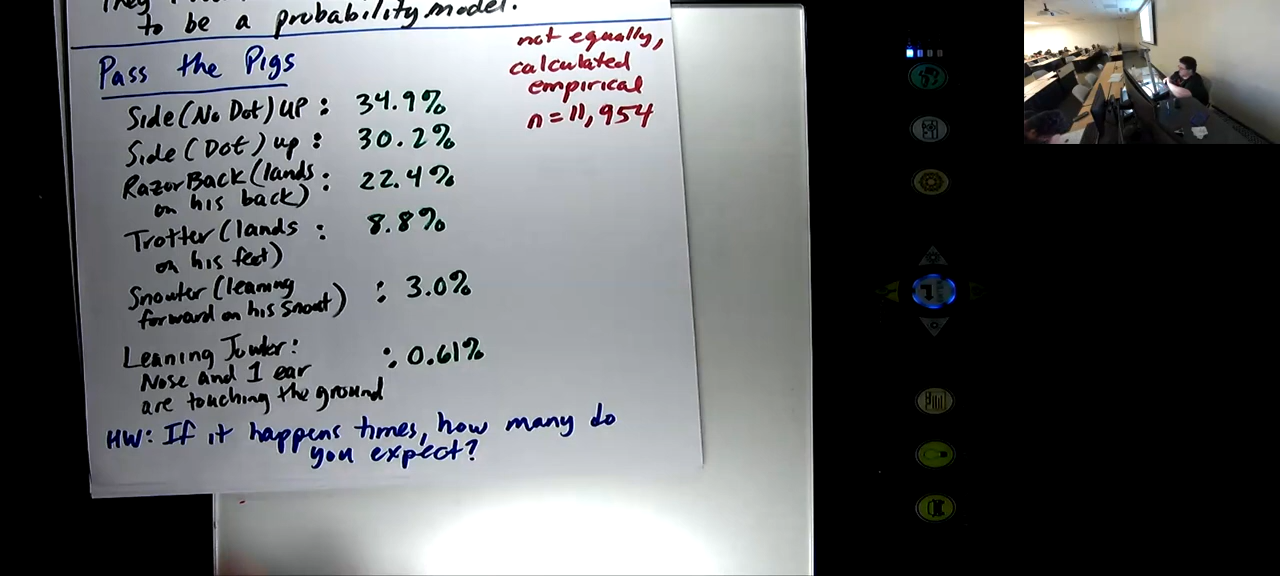 They
to be a probability model.
Pass the Pigs
not equally,
calculated
empirical
n=11,954
Side (No Dot) up : 34.9%
Side (Dot) up : 30.2%
RazorBack (lands : 22.4%
on his back)
Trotter (lands : 8.8%
on his feet)
Snouter (leaning : 3.0%
forward on his snout)
Leaning Jowler: : 0.61%
Nose and 1 ear
are touching the ground
HW: If it happens times, how many do
you expect?